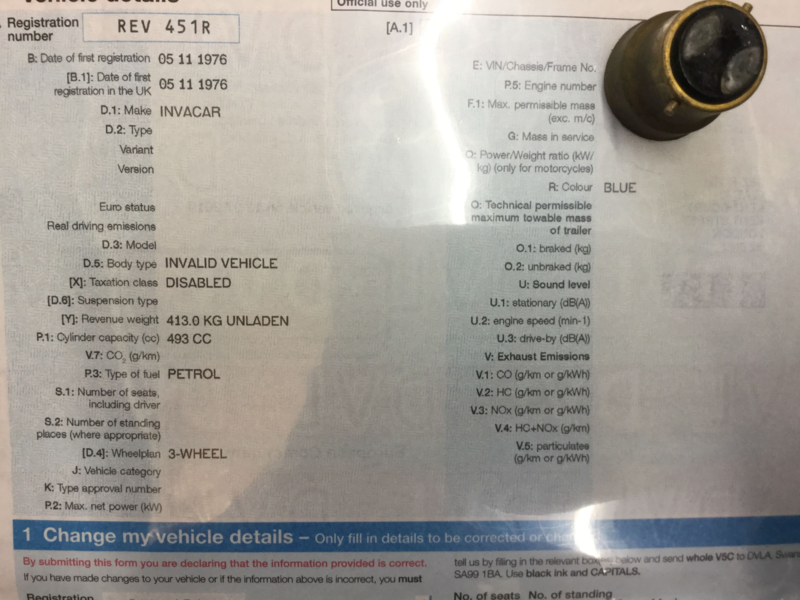 Vehicle details
Official use only
Registration number REV 451R
[A.1]
B: Date of first registration 05 11 1976
[B.1]: Date of first
registration in the UK 05 11 1976
D.1: Make INVACAR
D.2: Type
Variant
Version
Euro status
Real driving emissions
D.3: Model
D.5: Body type INVALID VEHICLE
[X]: Taxation class DISABLED
[D.6]: Suspension type
[Y]: Revenue weight 413.0 KG UNLADEN
P.1: Cylinder capacity (cc) 493 CC
V.7: CO2 (g/km)
P.3: Type of fuel PETROL
S.1: Number of seats,
including driver
S.2: Number of standing
places (where appropriate)
[D.4]: Wheelplan 3-WHEEL
J: Vehicle category
K: Type approval number
P.2: Max. net power (kW)
E: VIN/Chassis/Frame No.
P.5: Engine number
F.1: Max. permissible mass
(exc. m/c)
G: Mass in service
Q: Power/Weight ratio (kW/
kg) (only for motorcycles)
R: Colour BLUE
O: Technical permissible
maximum towable mass
of trailer
O.1: braked (kg)
O.2: unbraked (kg)
U: Sound level
U.1: stationary (dB(A))
U.2: engine speed (min-1)
U.3: drive-by (dB(A))
V: Exhaust Emissions
V.1: CO (g/km or g/kWh)
V.2: HC (g/km or g/kWh)
V.3: NOx (g/km or g/kWh)
V.4: HC+NOx (g/km)
V.5: particulates
(g/km or g/kWh)
1 Change my vehicle details – Only fill in details to be corrected or
By submitting this form you are declaring that the information provided is correct.
If you have made changes to your vehicle or if the information above is incorrect, you must
tell us by filling in the relevant boxes below and send whole V5C to DVLA,
SA99 1BA. Use black ink and CAPITALS.
Registration
No. of seats No. of standing